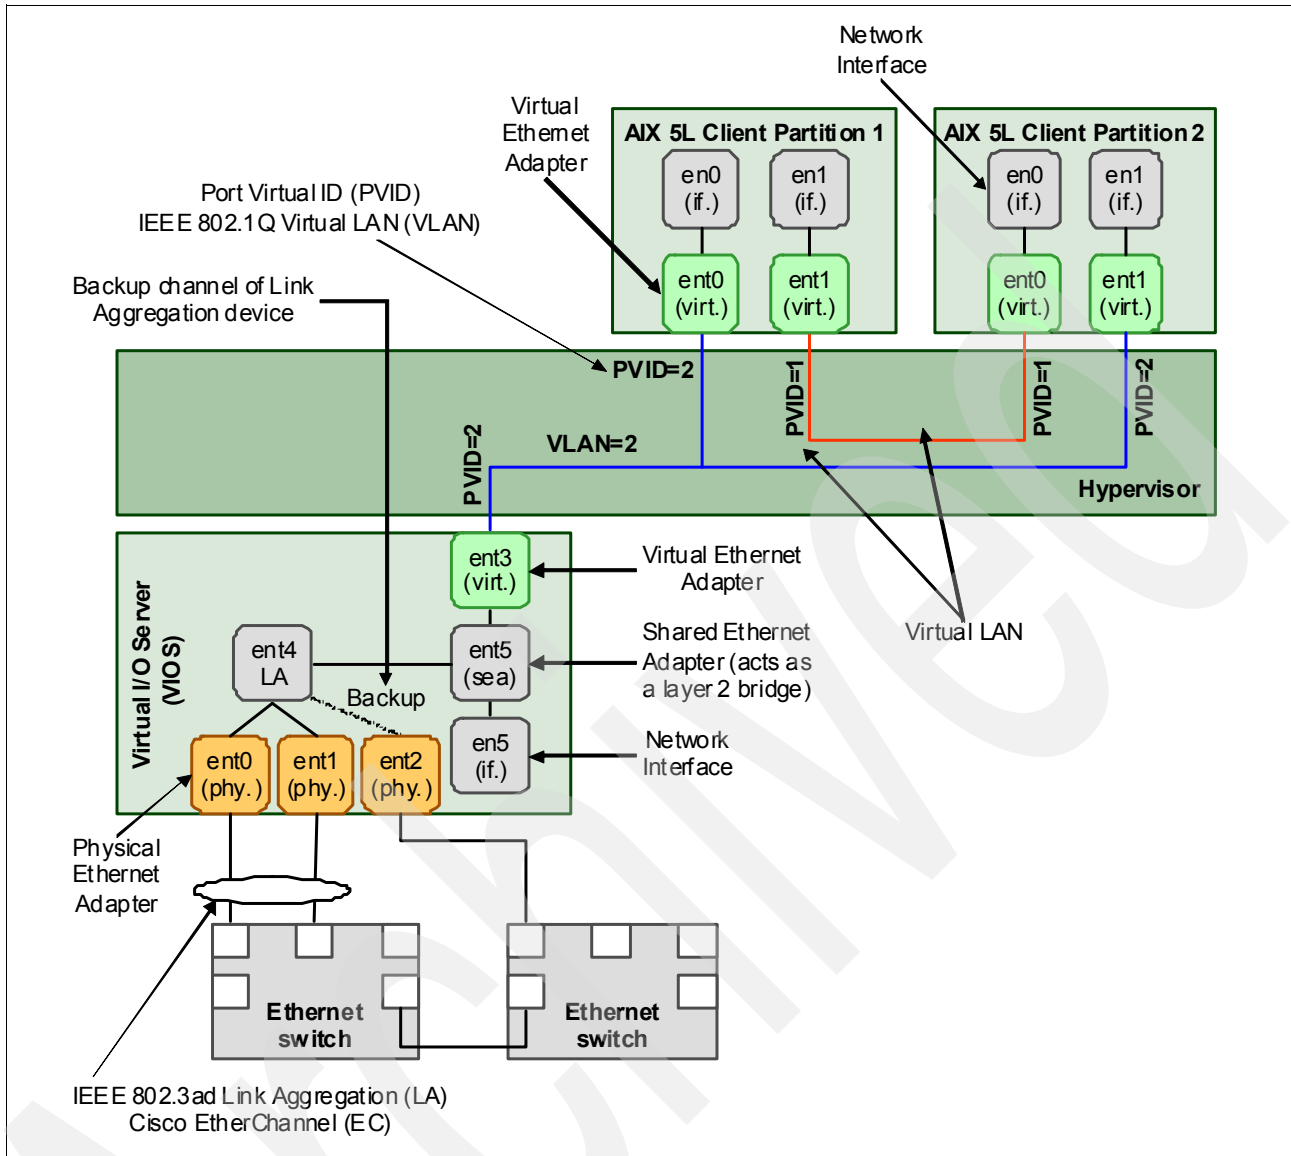 Network
Interface
Virtual
Ethernet
Adapter
AIX 5L Client Partition 1
AIX 5L Client Partition 2
en0
(if.)
en1
(if.)
en0
(if.)
en1
(if.)
Port Virtual ID (PVID)
IEEE 802.1Q Virtual LAN (VLAN)
ent0
(virt.)
ent1
(virt.)
ent0
(virt.)
ent1
(virt.)
Backup channel of Link
Aggregation device
PVID=2
PVID=1
PVID=1
PVID=2
VLAN=2
PVID=2
Hypervisor
Virtual I/O Server
(VIOS)
ent3
(virt.)
Virtual Ethernet
Adapter
ent4
LA
ent5
(sea)
Shared Ethernet
Adapter (acts as
a layer 2 bridge)
Virtual LAN
Backup
ent0
(phy.)
ent1
(phy.)
ent2
(phy.)
en5
(if.)
Network
Interface
Physical
Ethernet
Adapter
Ethernet
switch
Ethernet
switch
IEEE 802.3ad Link Aggregation (LA)
Cisco EtherChannel (EC)
Archived